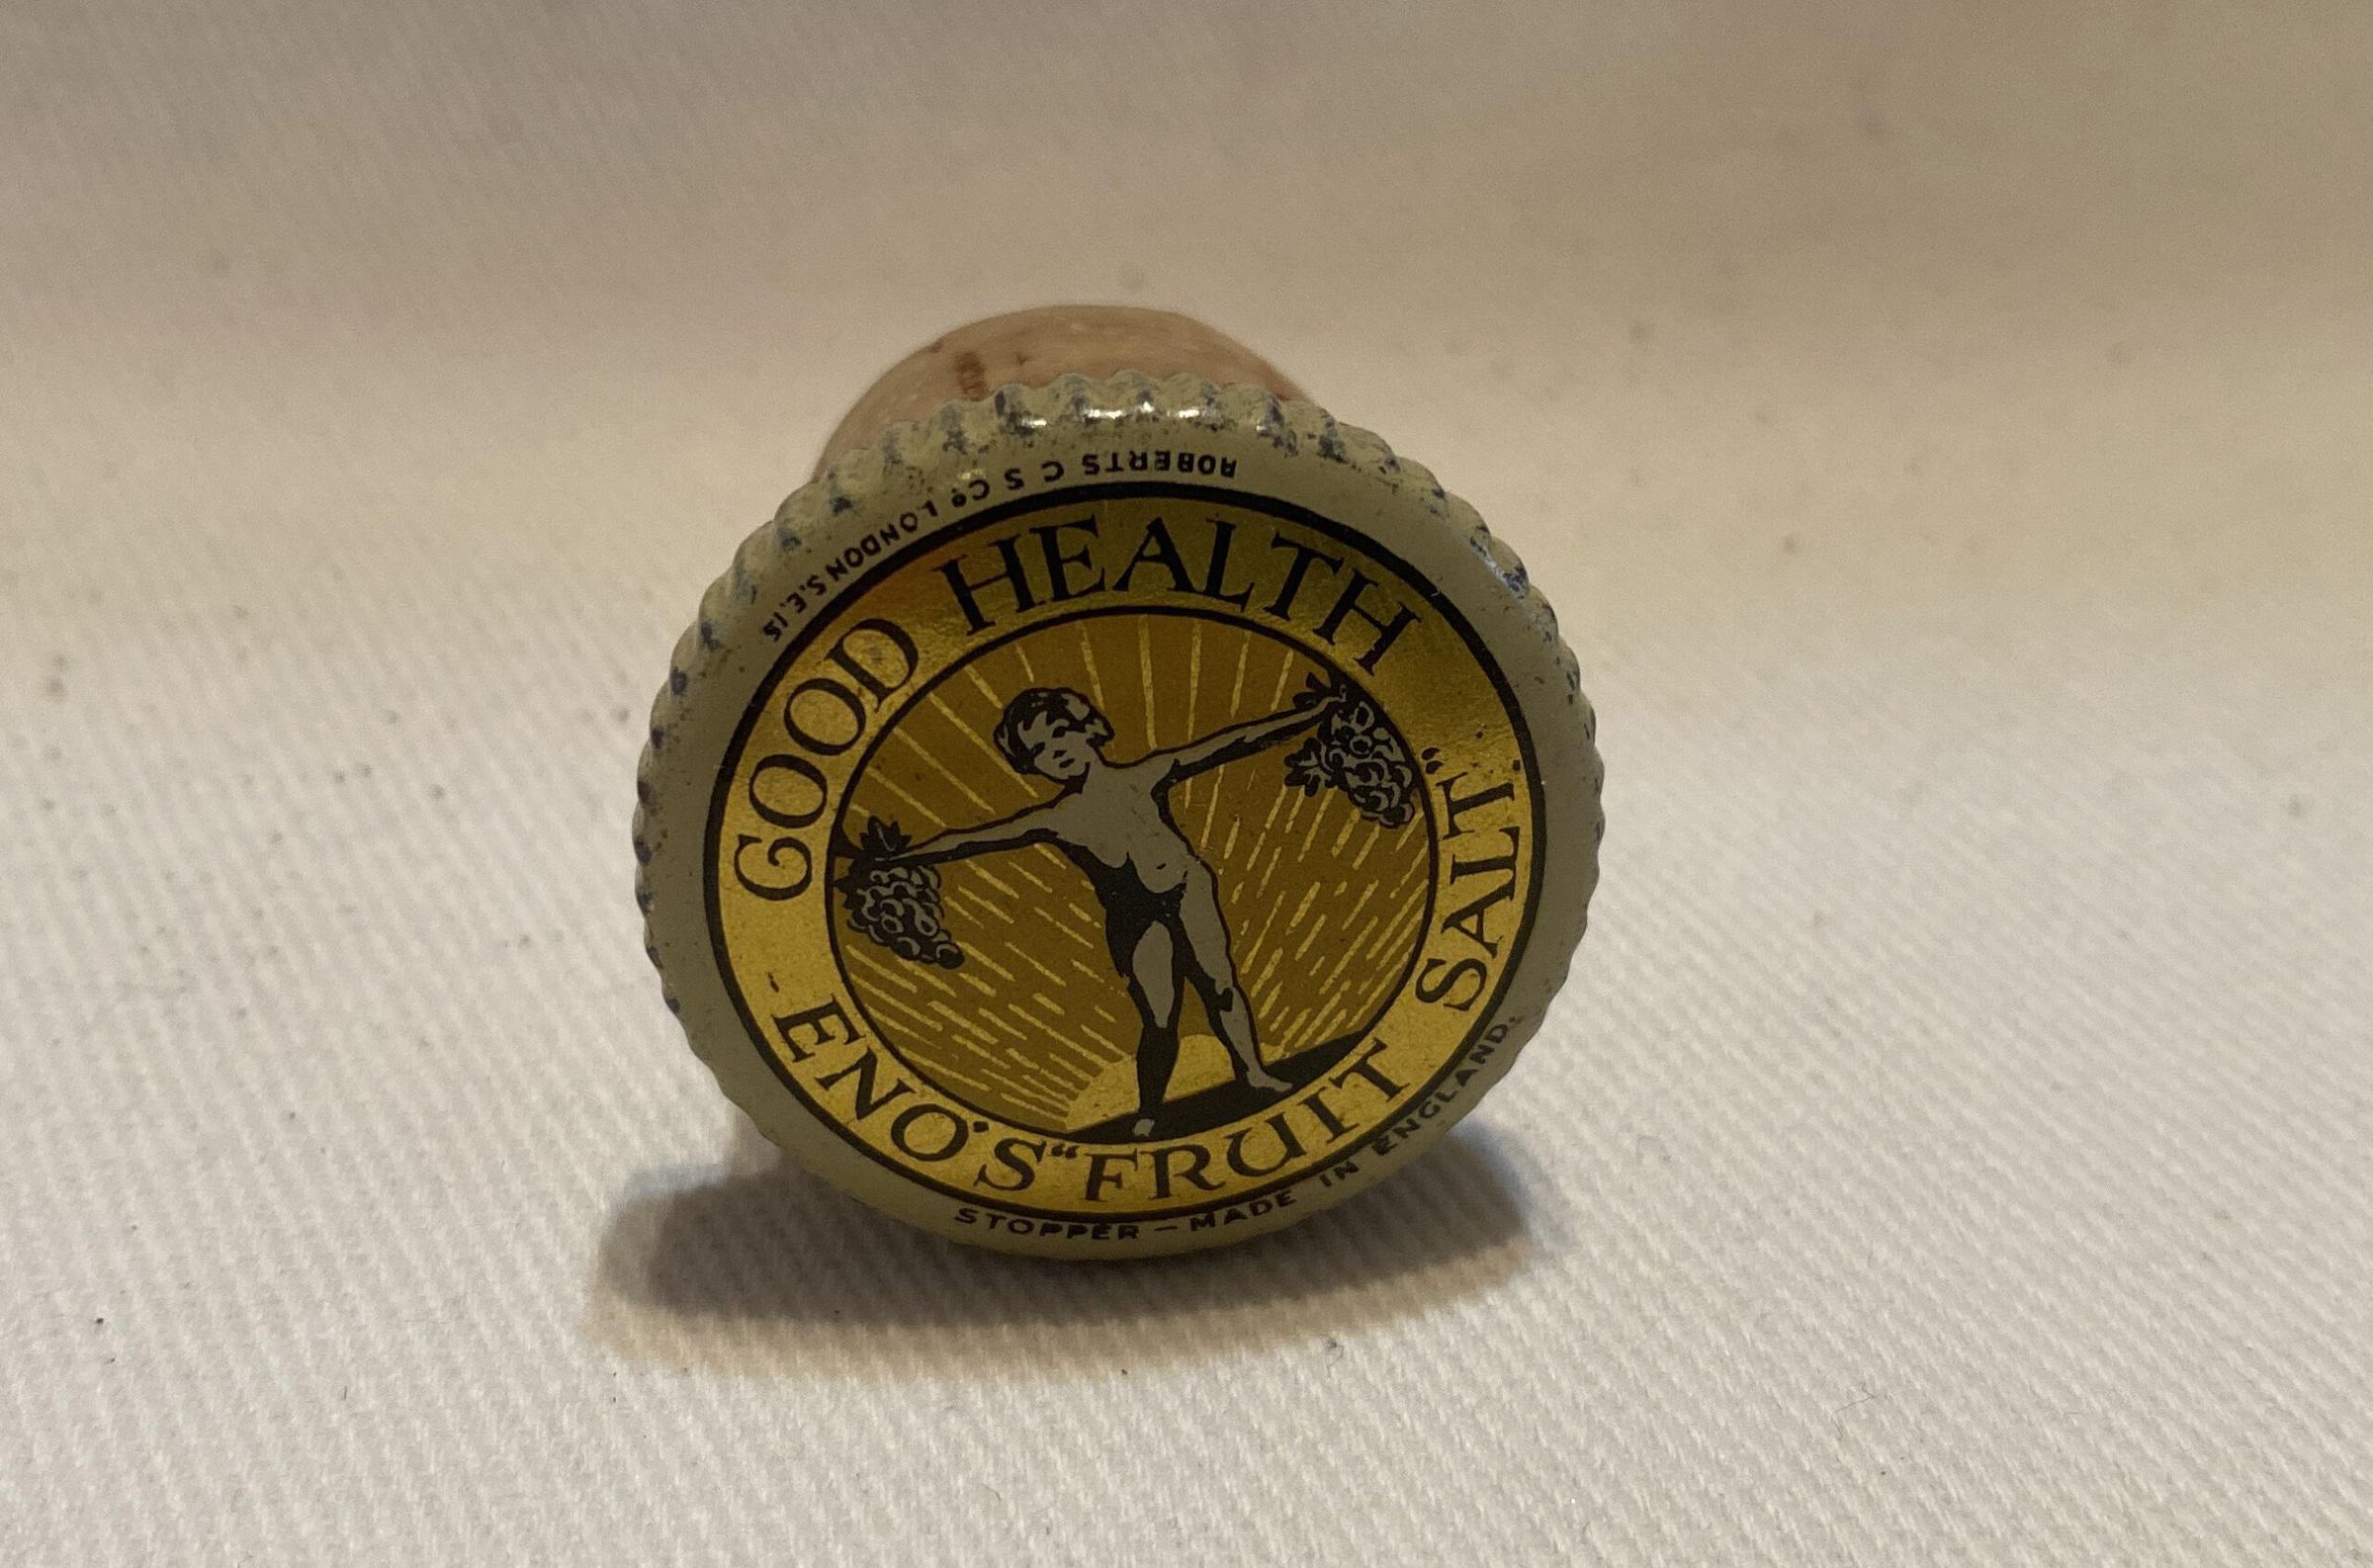 GOOD HEALTH
ENO'S "FRUIT SALT"
ROBERTS C S Cº LONDON S.E.15
STOPPER — MADE IN ENGLAND.